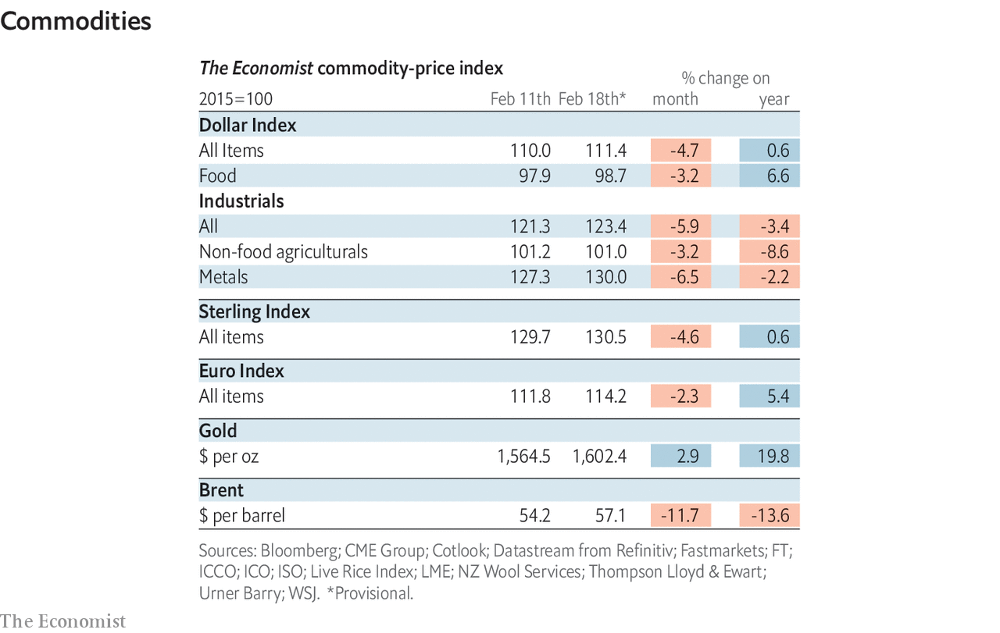 Commodities
The Economist commodity-price index
% change on
2015=100 Feb 11th Feb 18th* month year
Dollar Index
All Items 110.0 111.4 -4.7 0.6
Food 97.9 98.7 -3.2 6.6
Industrials
All 121.3 123.4 -5.9 -3.4
Non-food agriculturals 101.2 101.0 -3.2 -8.6
Metals 127.3 130.0 -6.5 -2.2
Sterling Index
All items 129.7 130.5 -4.6 0.6
Euro Index
All items 111.8 114.2 -2.3 5.4
Gold
$ per oz 1,564.5 1,602.4 2.9 19.8
Brent
$ per barrel 54.2 57.1 -11.7 -13.6
Sources: Bloomberg; CME Group; Cotlook; Datastream from Refinitiv; Fastmarkets; FT;
ICCO; ICO; ISO; Live Rice Index; LME; NZ Wool Services; Thompson Lloyd & Ewart;
Urner Barry; WSJ. *Provisional.
The Economist